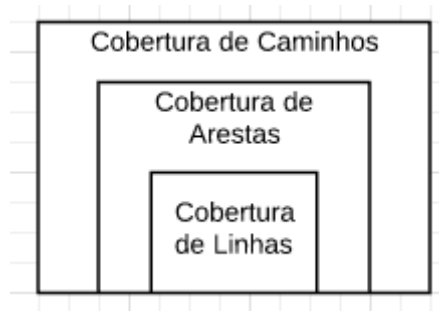 Cobertura de Caminhos
Cobertura de
Arestas
Cobertura
de Linhas